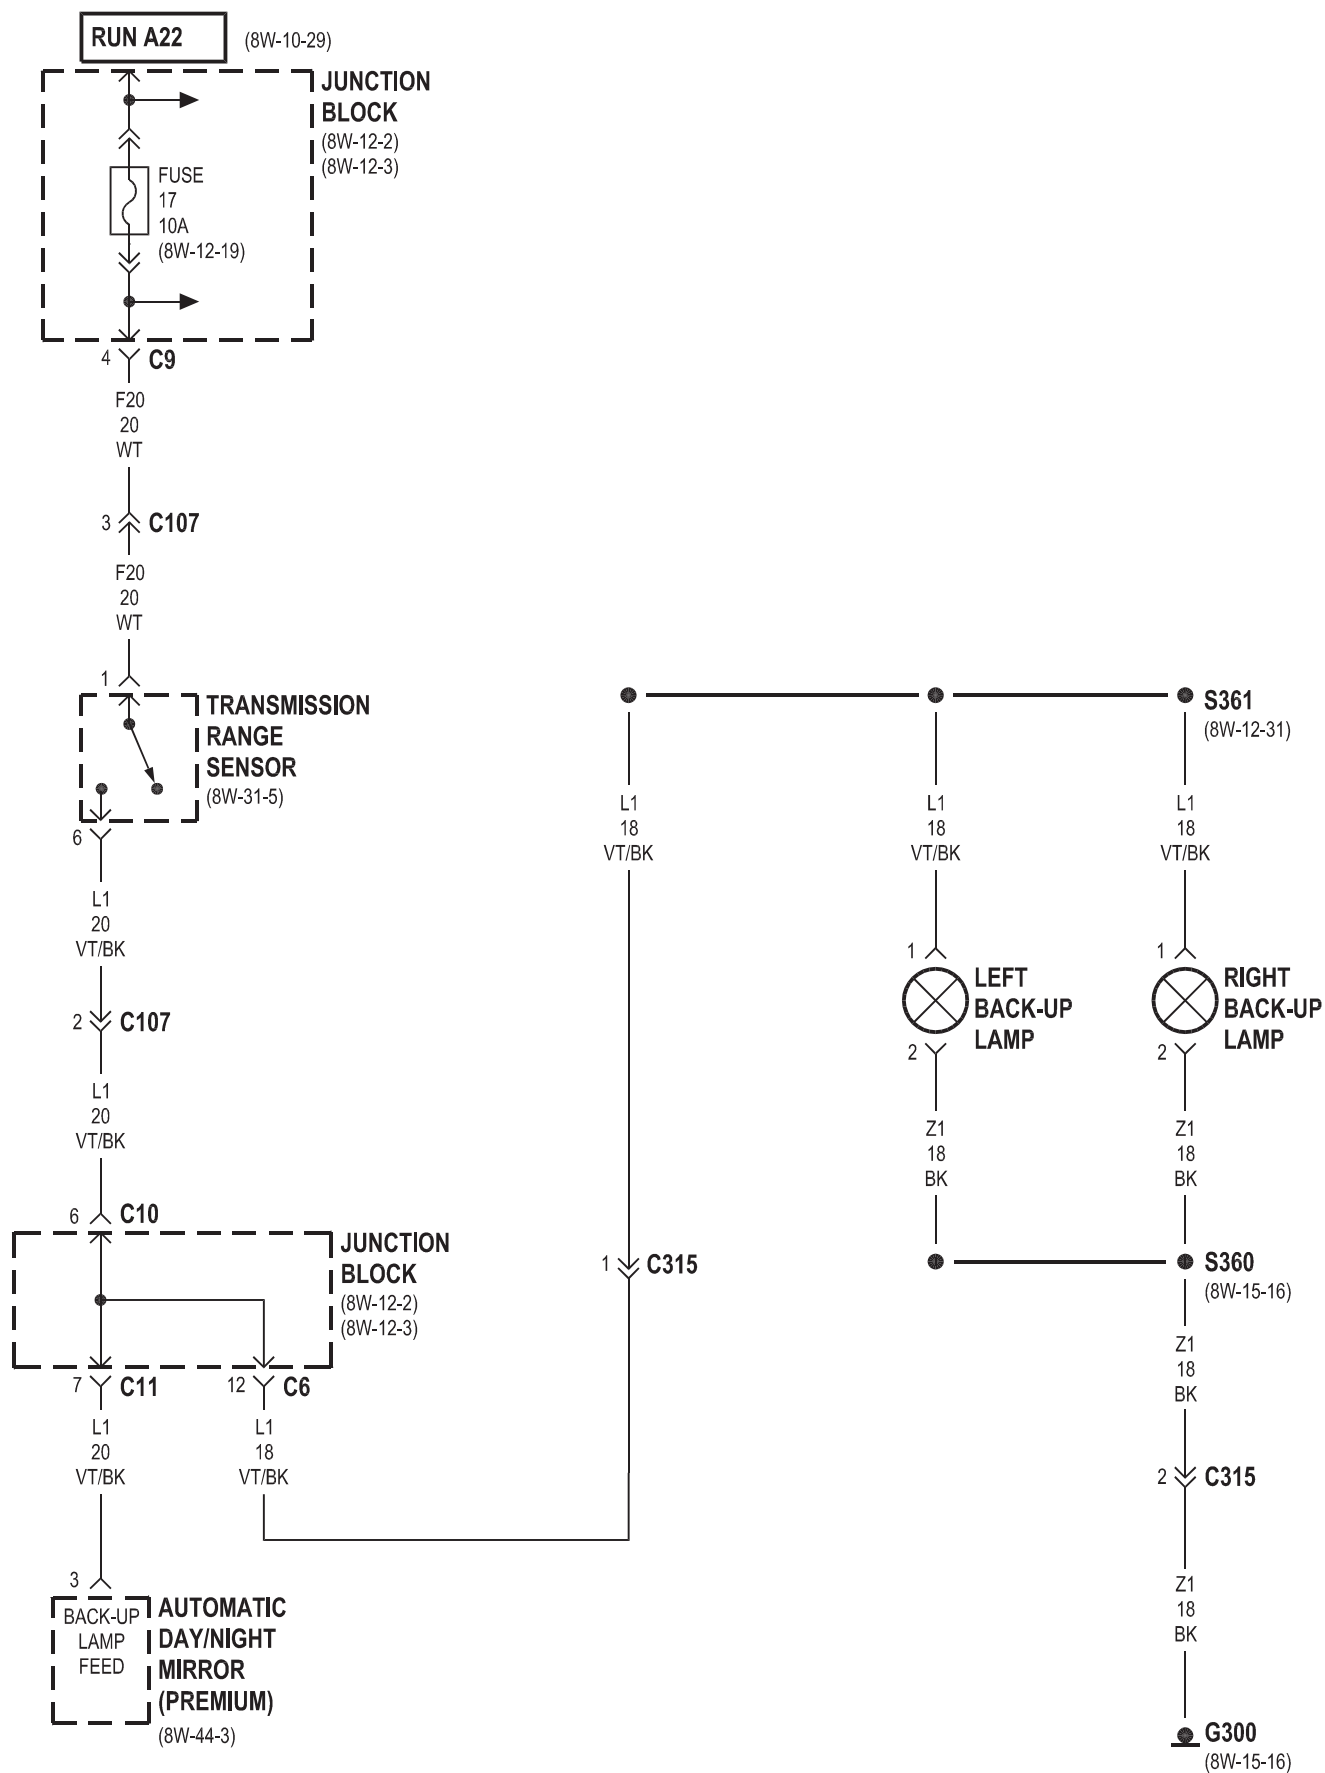 RUN A22
(8W-10-29)
JUNCTION
BLOCK
(8W-12-2)
(8W-12-3)
FUSE
17
10A
(8W-12-19)
4
C9
F20
20
WT
3
C107
F20
20
WT
1
TRANSMISSION
RANGE
SENSOR
(8W-31-5)
6
L1
20
VT/BK
2
C107
L1
20
VT/BK
6
C10
JUNCTION
BLOCK
(8W-12-2)
(8W-12-3)
7
C11
12
C6
L1
20
VT/BK
L1
18
VT/BK
3
BACK-UP
LAMP
FEED
AUTOMATIC
DAY/NIGHT
MIRROR
(PREMIUM)
(8W-44-3)
S361
(8W-12-31)
L1
18
VT/BK
L1
18
VT/BK
L1
18
VT/BK
1
LEFT
BACK-UP
LAMP
2
1
RIGHT
BACK-UP
LAMP
2
Z1
18
BK
Z1
18
BK
1
C315
S360
(8W-15-16)
Z1
18
BK
2
C315
Z1
18
BK
G300
(8W-15-16)